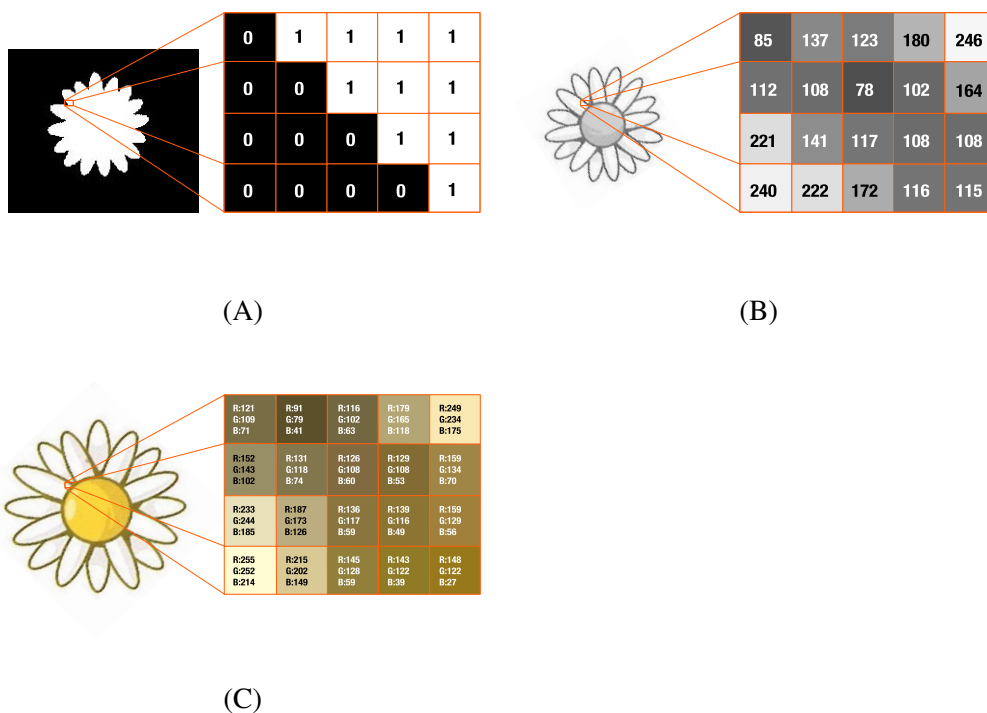 0 1 1 1 1
0 0 1 1 1
0 0 0 1 1
0 0 0 0 1
(A)
85 137 123 180 246
112 108 78 102 164
221 141 117 108 108
240 222 172 116 115
(B)
R:121 R:91 R:116 R:179 R:249
G:109 G:79 G:102 G:165 G:234
B:71 B:41 B:63 B:118 B:175
R:152 R:131 R:126 R:129 R:159
G:143 G:118 G:108 G:108 G:134
B:102 B:74 B:60 B:53 B:70
R:233 R:187 R:136 R:139 R:159
G:244 G:173 G:117 G:116 G:129
B:185 B:126 B:59 B:49 B:56
R:255 R:215 R:145 R:143 R:148
G:252 G:202 G:128 G:122 G:122
B:214 B:149 B:59 B:39 B:27
(C)